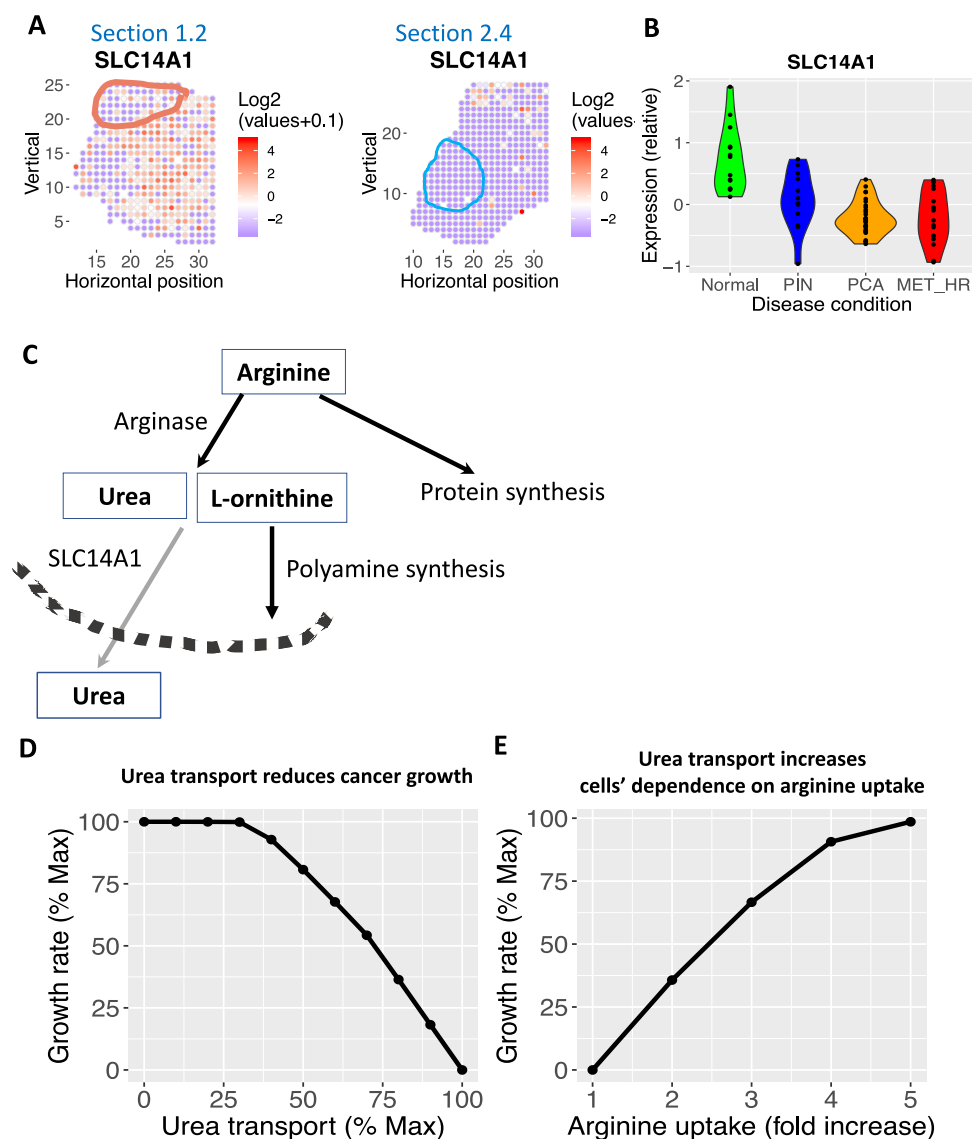 A
Section 1.2
SLC14A1
Vertical
25
20
15
10
5
15 20 25 30
Horizontal position
Log2
(values+0.1)
4
2
0
−2
Section 2.4
SLC14A1
Vertical
20
10
10 15 20 25 30
Horizontal position
Log2
(values-
4
2
0
−2
B
SLC14A1
Expression (relative)
2
1
0
−1
Normal PIN PCA MET_HR
Disease condition
C
Arginine
Arginase
Urea
L-ornithine
Protein synthesis
SLC14A1
Polyamine synthesis
Urea
D
Urea transport reduces cancer growth
Growth rate (% Max)
100
75
50
25
0
0 25 50 75 100
Urea transport (% Max)
E
Urea transport increases
cells’ dependence on arginine uptake
Growth rate (% Max)
100
75
50
25
0
1 2 3 4 5
Arginine uptake (fold increase)